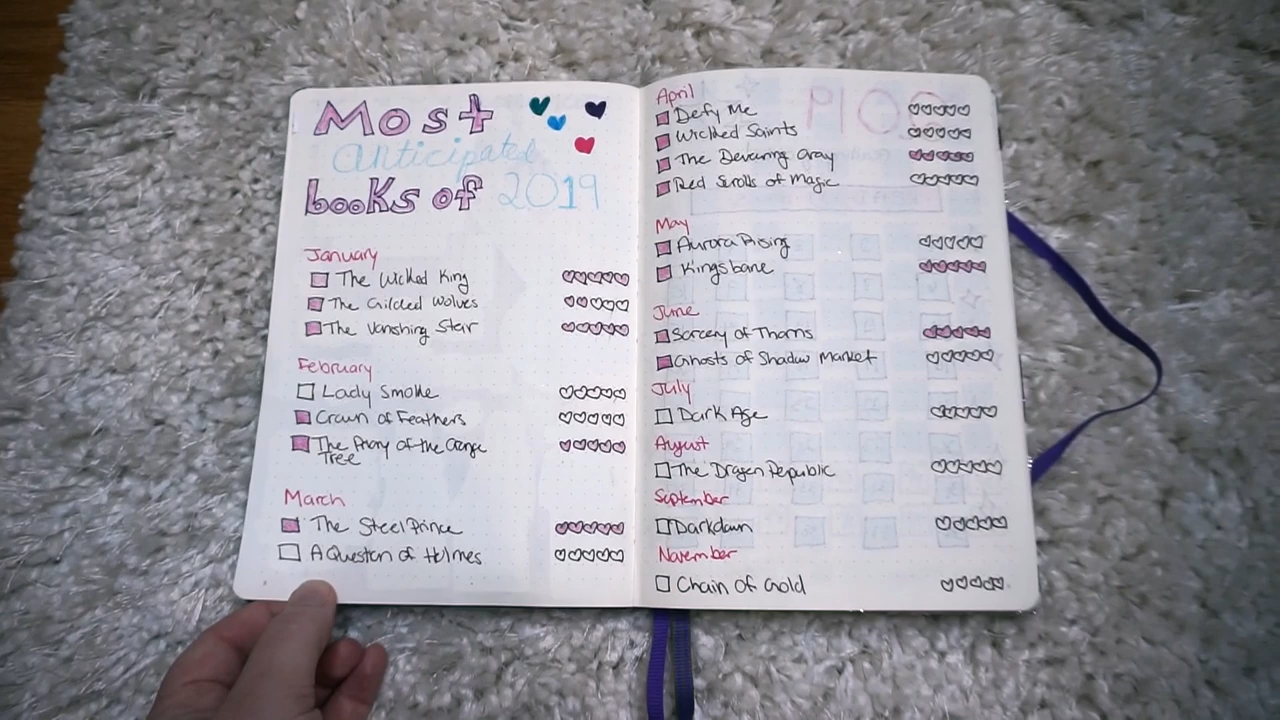 Most
anticipated
books of 2019
January
The Wicked King
The Gilded Wolves
The Vanishing Stair
February
Lady Smoke
Crown of Feathers
The Priory of the Orange
Tree
March
The Steel Prince
A Question of Holmes
April
Defy Me
Wicked Saints
The Devouring Gray
Red Scrolls of Magic
May
Aurora Rising
Kingsbane
June
Sorcery of Thorns
Ghosts of Shadow Market
July
Dark Age
August
The Dragon Republic
September
Darkdawn
November
Chain of Gold